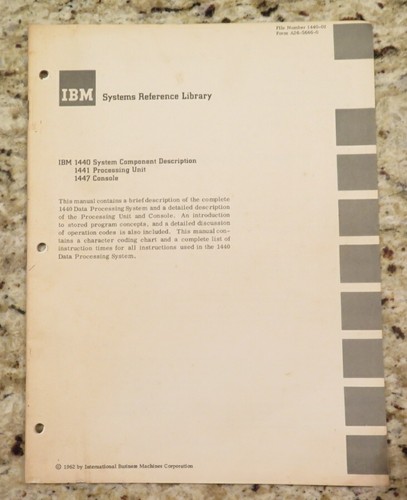 File Number 1440-01
Form A24-3006-0
IBM Systems Reference Library
IBM 1440 System Component Description
1441 Processing Unit
1447 Console
This manual contains a brief description of the complete
1440 Data Processing System and a detailed description
of the Processing Unit and Console. An introduction
to stored program concepts, and a detailed discussion
of operation codes is also included. This manual con-
tains a character coding chart and a complete list of
instruction times for all instructions used in the 1440
Data Processing System.
© 1962 by International Business Machines Corporation